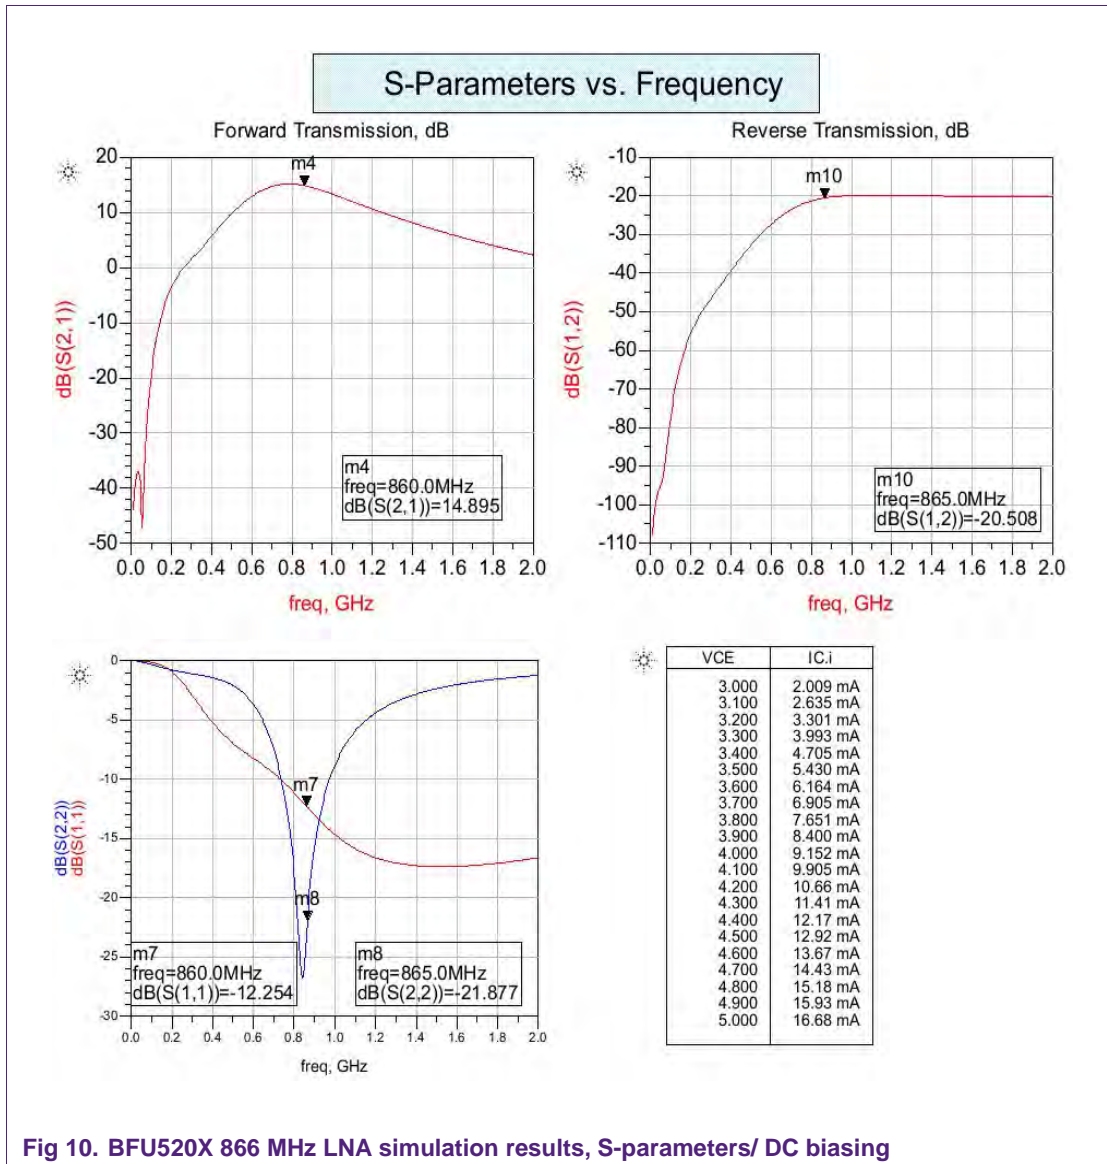 S-Parameters vs. Frequency
Forward Transmission, dB
20
10
0
-10
-20
-30
-40
-50
dB(S(2,1))
m4
m4
freq=860.0MHz
dB(S(2,1))=14.895
0.0 0.2 0.4 0.6 0.8 1.0 1.2 1.4 1.6 1.8 2.0
freq, GHz
Reverse Transmission, dB
-10
-20
-30
-40
-50
-60
-70
-80
-90
-100
-110
dB(S(1,2))
m10
m10
freq=865.0MHz
dB(S(1,2))=-20.508
0.0 0.2 0.4 0.6 0.8 1.0 1.2 1.4 1.6 1.8 2.0
freq, GHz
0
-5
-10
-15
-20
-25
-30
dB(S(2,2))
dB(S(1,1))
m7
m8
m7
freq=860.0MHz
dB(S(1,1))=-12.254
m8
freq=865.0MHz
dB(S(2,2))=-21.877
0.0 0.2 0.4 0.6 0.8 1.0 1.2 1.4 1.6 1.8 2.0
freq, GHz
VCE IC.i
3.000 2.009 mA
3.100 2.635 mA
3.200 3.301 mA
3.300 3.993 mA
3.400 4.705 mA
3.500 5.430 mA
3.600 6.164 mA
3.700 6.905 mA
3.800 7.651 mA
3.900 8.400 mA
4.000 9.152 mA
4.100 9.905 mA
4.200 10.66 mA
4.300 11.41 mA
4.400 12.17 mA
4.500 12.92 mA
4.600 13.67 mA
4.700 14.43 mA
4.800 15.18 mA
4.900 15.93 mA
5.000 16.68 mA
Fig 10. BFU520X 866 MHz LNA simulation results, S-parameters/ DC biasing